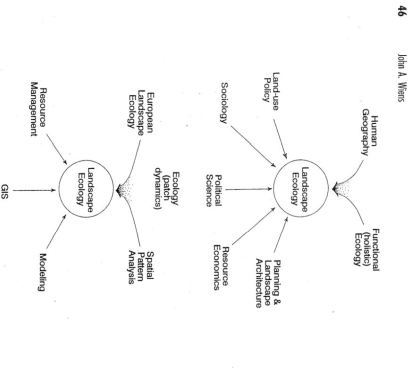 46 John A. Wiens
Human
Geography
Functional
(holistic)
Ecology
Land-use
Policy
Landscape
Ecology
Planning &
Landscape
Architecture
Sociology
Political
Science
Resource
Economics
Ecology
(patch
dynamics)
European
Landscape
Ecology
Spatial
Pattern
Analysis
Landscape
Ecology
Resource
Management
Modeling
GIS